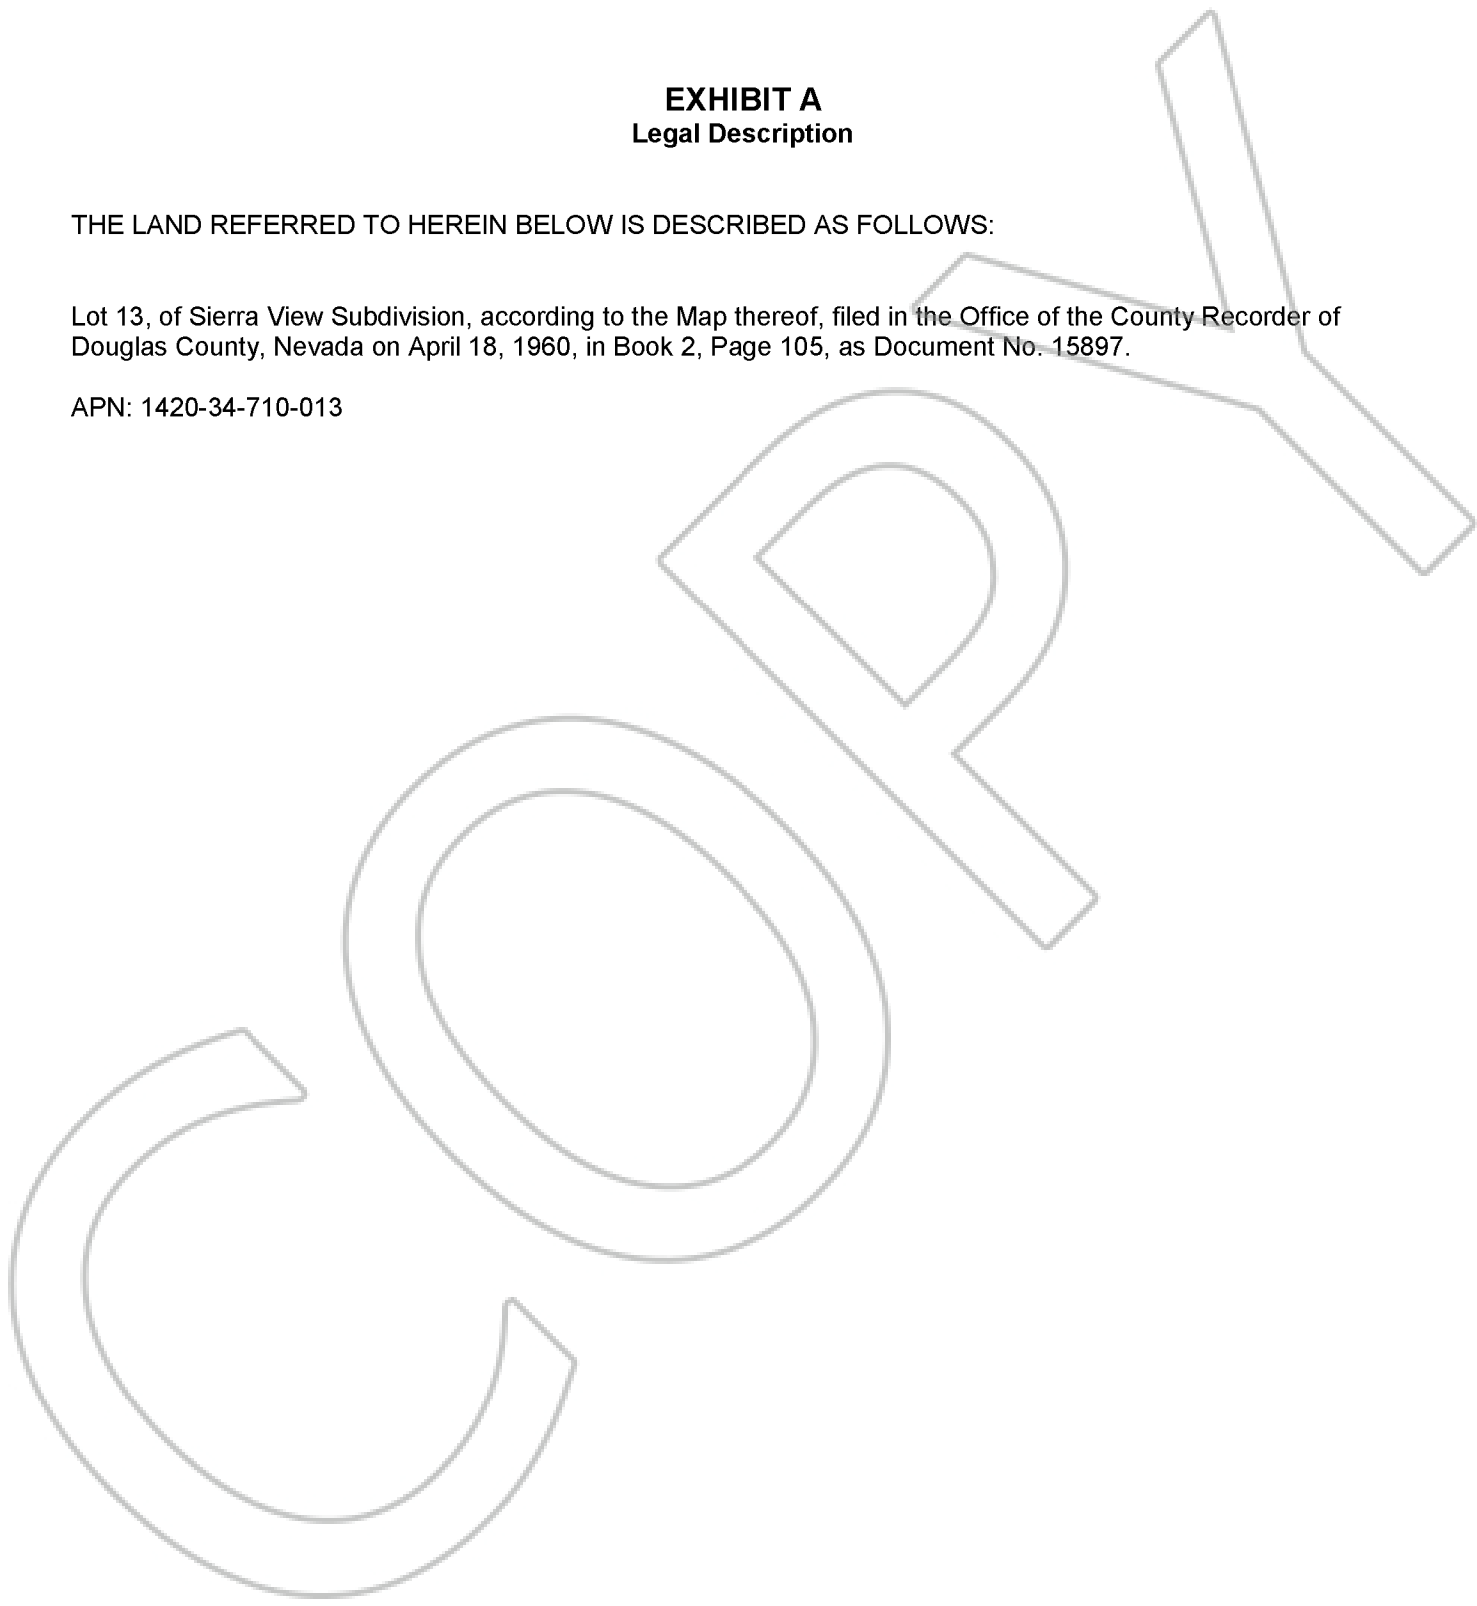 EXHIBIT A
Legal Description
THE LAND REFERRED TO HEREIN BELOW IS DESCRIBED AS FOLLOWS:
Lot 13, of Sierra View Subdivision, according to the Map thereof, filed in the Office of the County Recorder of
Douglas County, Nevada on April 18, 1960, in Book 2, Page 105, as Document No. 15897.
APN: 1420-34-710-013
COPY